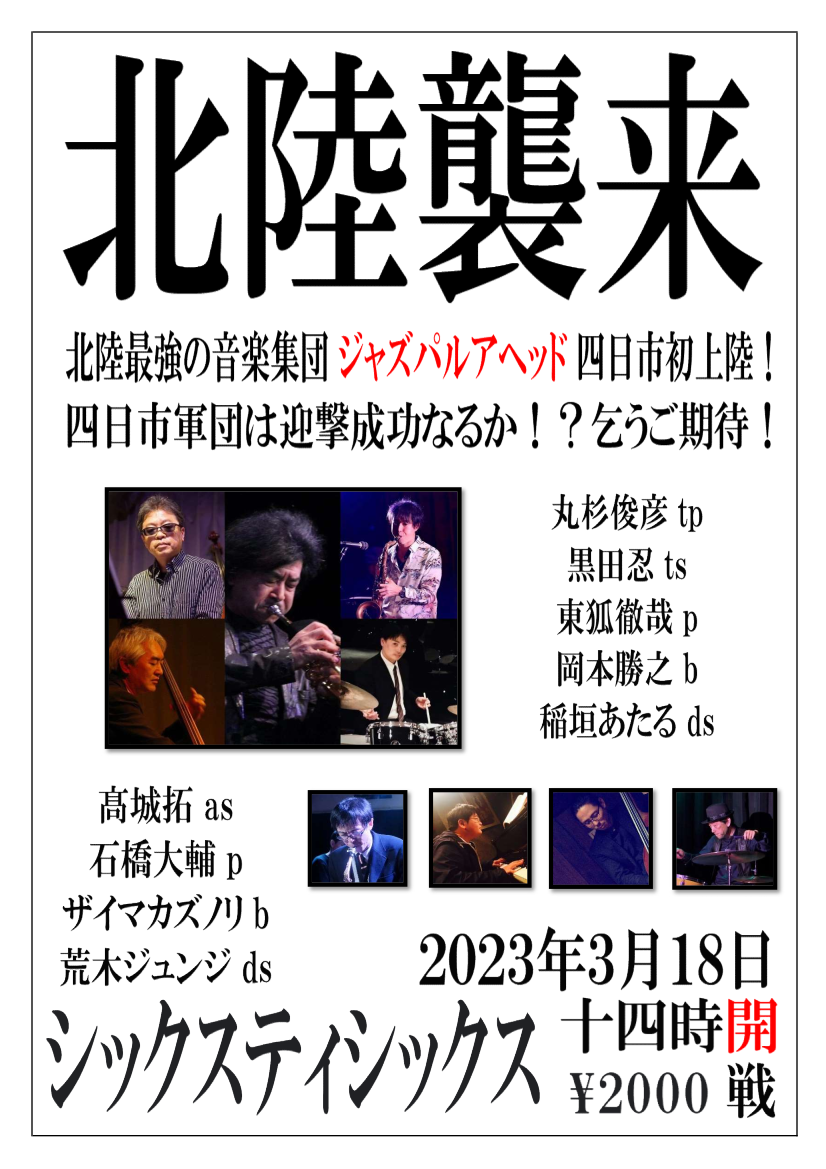 北陸襲来
北陸最強の音楽集団 ジャズパルアヘッド 四日市初上陸！
四日市軍団は迎撃成功なるか！？乞うご期待！
丸杉俊彦 tp
黒田忍 ts
東狐徹哉 p
岡本勝之 b
稲垣あたる ds
髙城拓 as
石橋大輔 p
ザイマカズノリ b
荒木ジュンジ ds
2023年3月18日
十四時開戦
¥2000
シックスティシックス